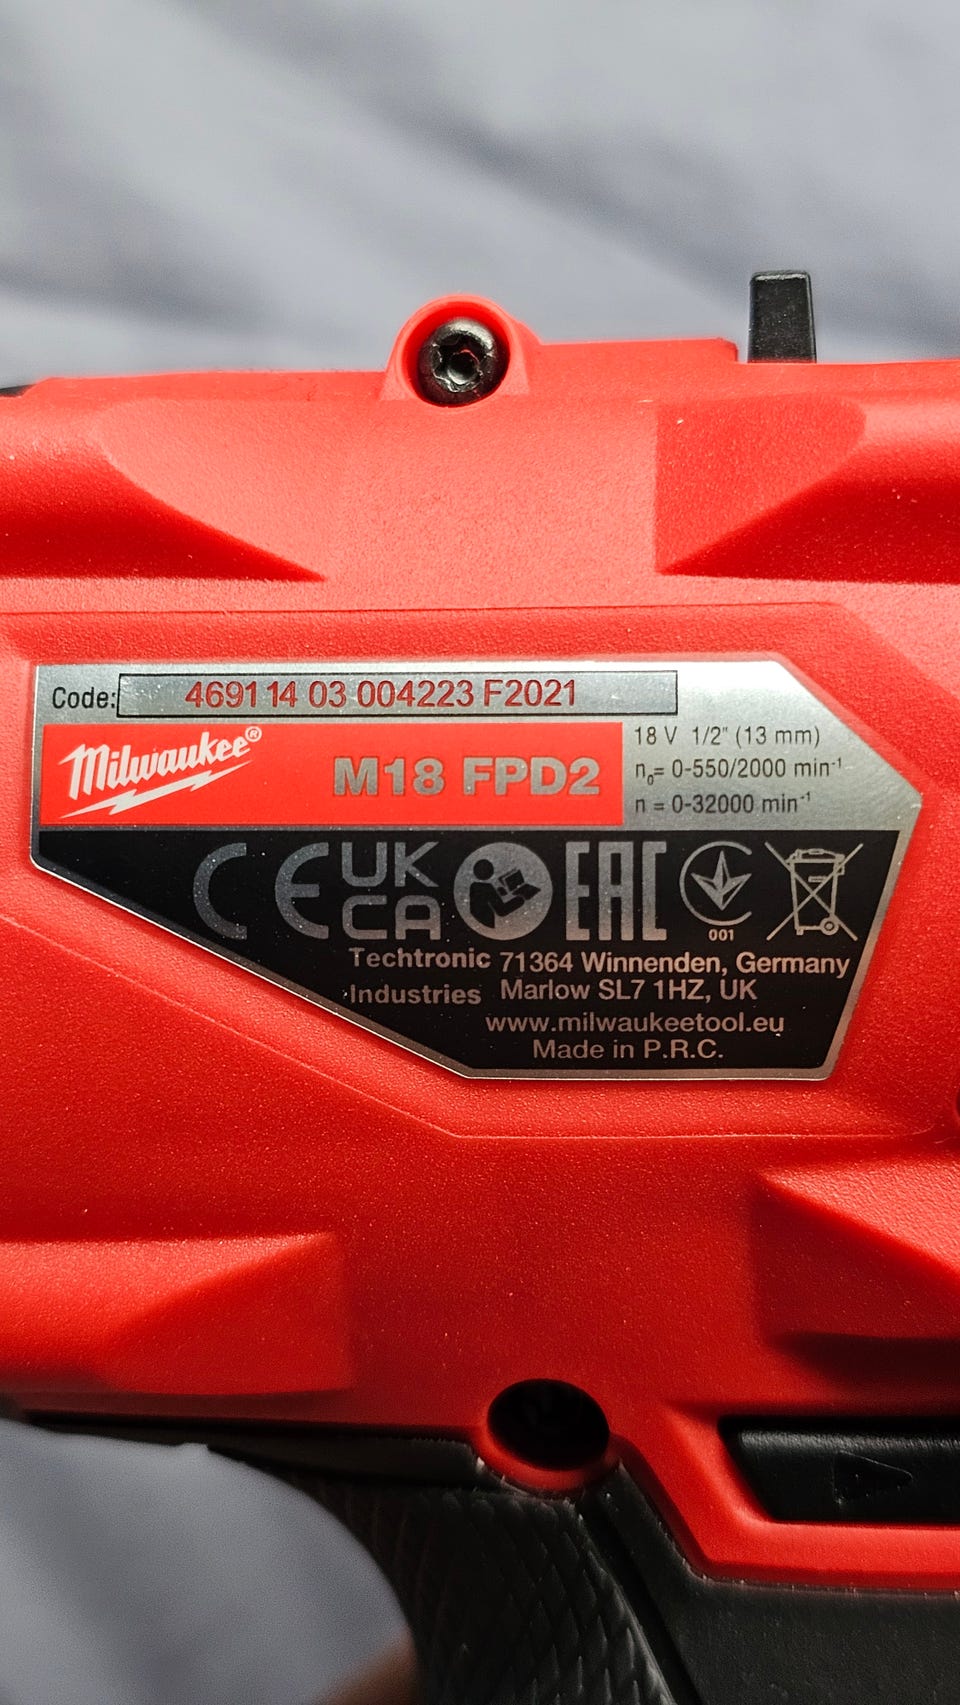 Code: 4691 14 03 004223 F2021
Milwaukee®
M18 FPD2
18 V 1/2" (13 mm)
n₀= 0-550/2000 min⁻¹
n = 0-32000 min⁻¹
CE UK CA EAC
001
Techtronic Industries
71364 Winnenden, Germany
Marlow SL7 1HZ, UK
www.milwaukeetool.eu
Made in P.R.C.